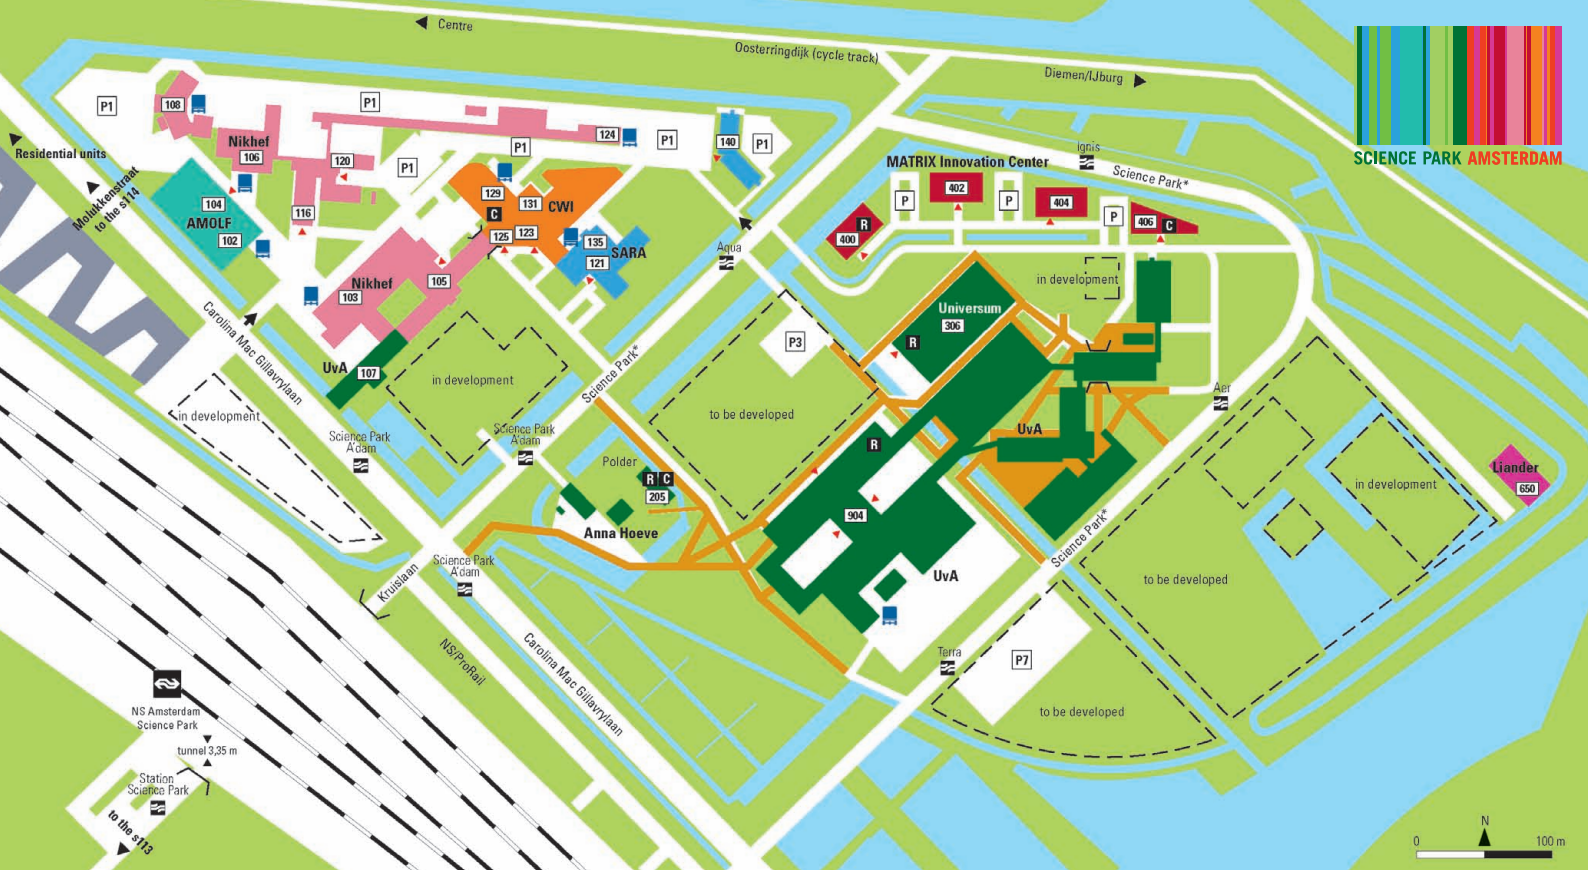 Centre
Oosterringdijk (cycle track)
Diemen/IJburg
SCIENCE PARK AMSTERDAM
P1
108
P1
Nikhef
106
124
P1
P1
140
P1
120
P1
Residential units
Molukkenstraat
to the s114
104
AMOLF
102
116
129
131
CWI
C
125
123
135
121
SARA
Nikhef
103
105
UvA
107
Aqua
MATRIX Innovation Center
ignis
Science Park*
P
402
P
404
P
406
C
R
400
in development
Universum
306
R
P3
Carolina Mac Gillavrylaan
in development
in development
Science Park*
to be developed
Science Park
A'dam
Science Park
A'dam
Polder
R
C
205
Anna Hoeve
R
904
UvA
UvA
Aer
Liander
650
in development
Science Park*
to be developed
Science Park
A'dam
Kruislaan
NS/ProRail
Carolina Mac Gillavrylaan
Terra
P7
to be developed
NS Amsterdam
Science Park
tunnel 3,35 m
Station
Science Park
to the s113
N
0
100 m